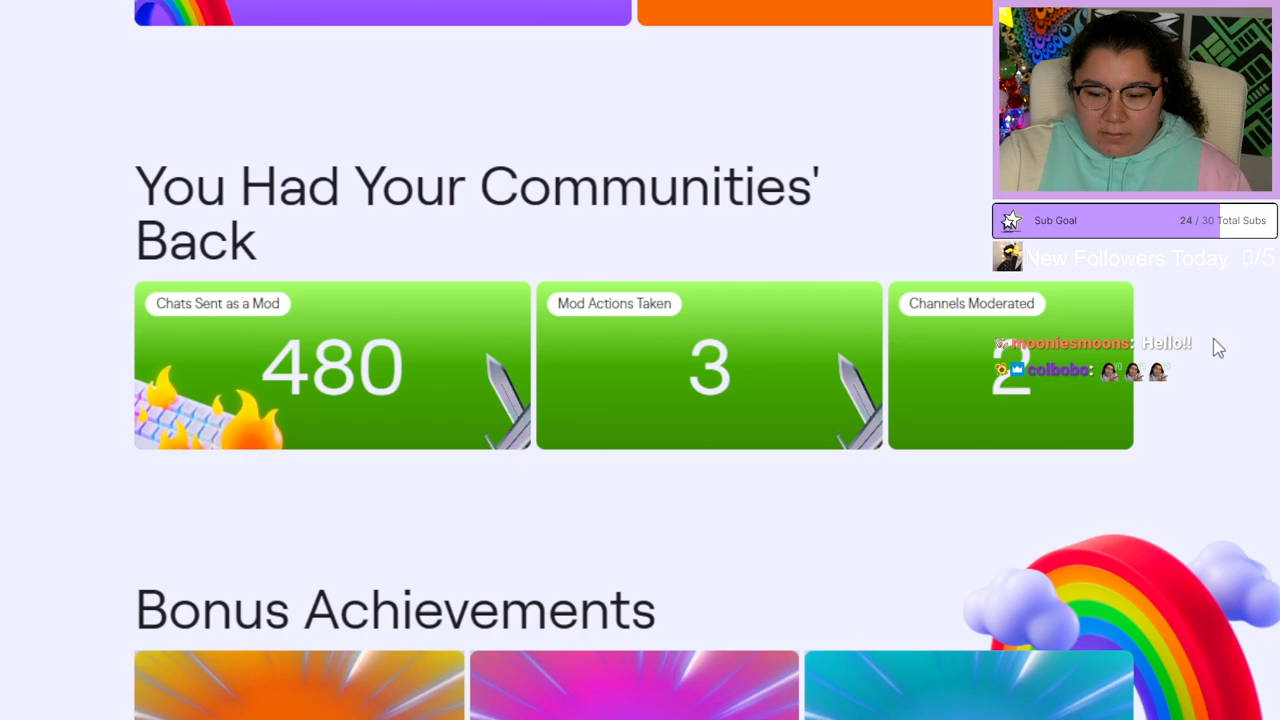 Sub Goal
24 / 30 Total Subs
New Followers Today 0/5
You Had Your Communities'
Back
Chats Sent as a Mod
480
Mod Actions Taken
3
Channels Moderated
2
mooniesmoons: Hello!!
colbobo:
Bonus Achievements